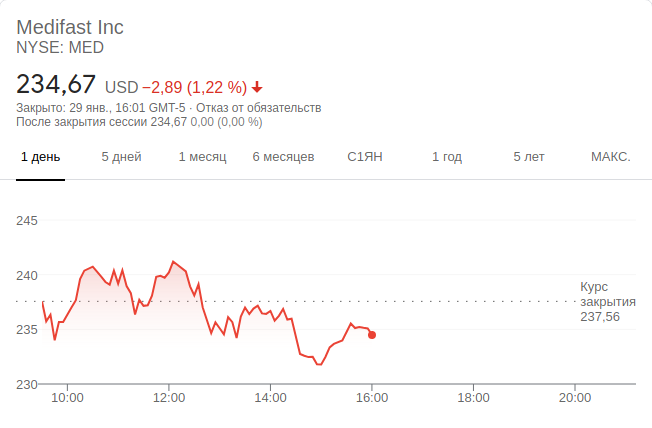 Medifast Inc
NYSE: MED
234,67 USD −2,89 (1,22 %)
Закрыто: 29 янв., 16:01 GMT-5 · Отказ от обязательств
После закрытия сессии 234,67 0,00 (0,00 %)
1 день 5 дней 1 месяц 6 месяцев С1ЯН 1 год 5 лет МАКС.
245
240
Курс
закрытия
237,56
235
230
10:00 12:00 14:00 16:00 18:00 20:00